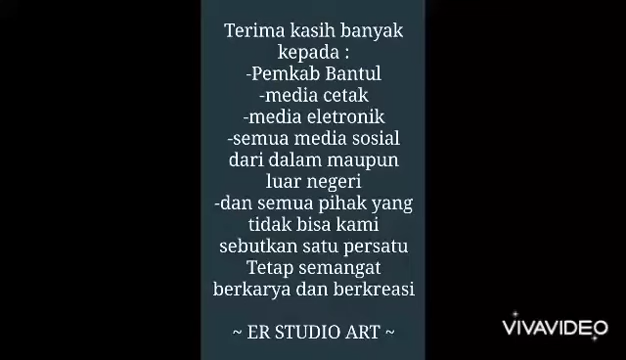 Terima kasih banyak
kepada :
-Pemkab Bantul
-media cetak
-media eletronik
-semua media sosial
dari dalam maupun
luar negeri
-dan semua pihak yang
tidak bisa kami
sebutkan satu persatu
Tetap semangat
berkarya dan berkreasi
~ ER STUDIO ART ~
VIVAVIDEO